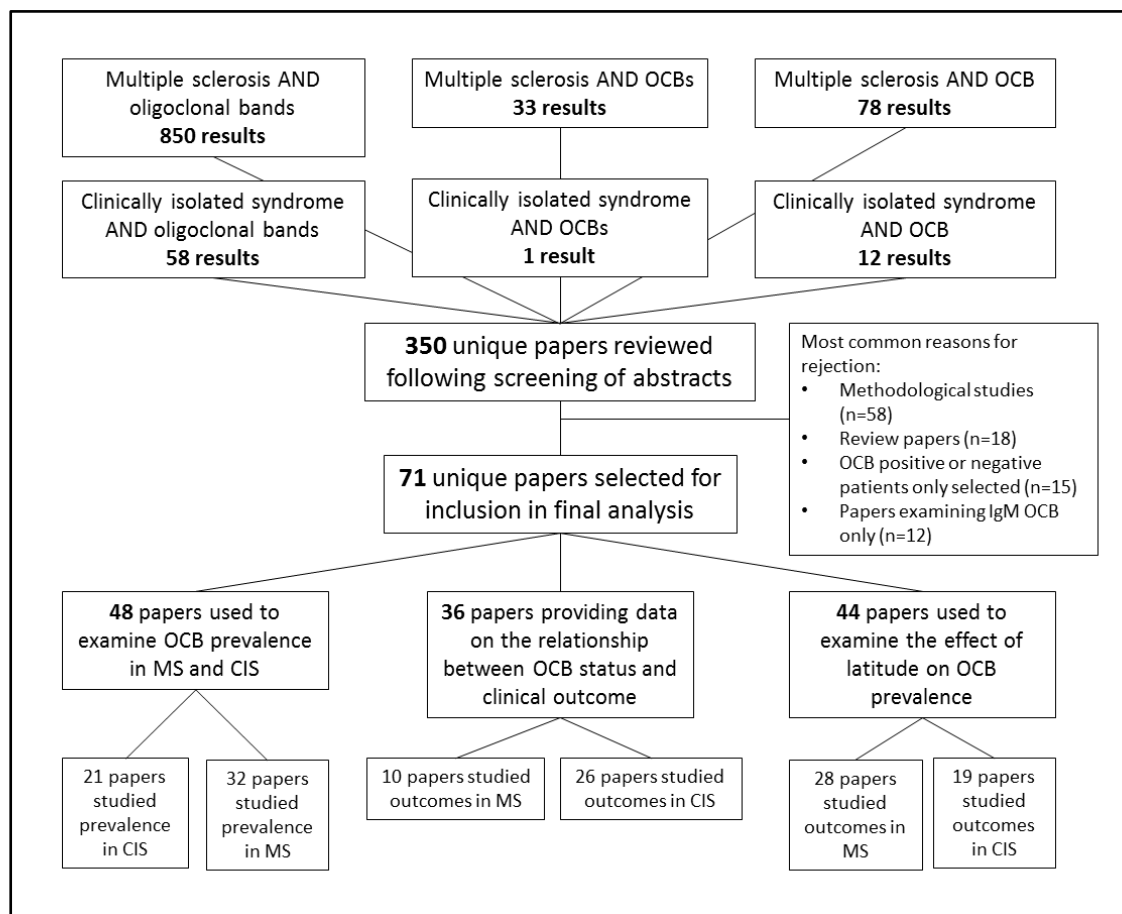 Multiple sclerosis AND
oligoclonal bands
850 results
Multiple sclerosis AND OCBs
33 results
Multiple sclerosis AND OCB
78 results
Clinically isolated syndrome
AND oligoclonal bands
58 results
Clinically isolated syndrome
AND OCBs
1 result
Clinically isolated syndrome
AND OCB
12 results
350 unique papers reviewed
following screening of abstracts
Most common reasons for
rejection:
• Methodological studies
(n=58)
• Review papers (n=18)
• OCB positive or negative
patients only selected (n=15)
• Papers examining IgM OCB
only (n=12)
71 unique papers selected for
inclusion in final analysis
48 papers used to
examine OCB prevalence
in MS and CIS
36 papers providing data
on the relationship
between OCB status and
clinical outcome
44 papers used to
examine the effect of
latitude on OCB
prevalence
21 papers
studied
prevalence
in CIS
32 papers
studied
prevalence
in MS
10 papers studied
outcomes in MS
26 papers studied
outcomes in CIS
28 papers
studied
outcomes in
MS
19 papers
studied
outcomes
in CIS